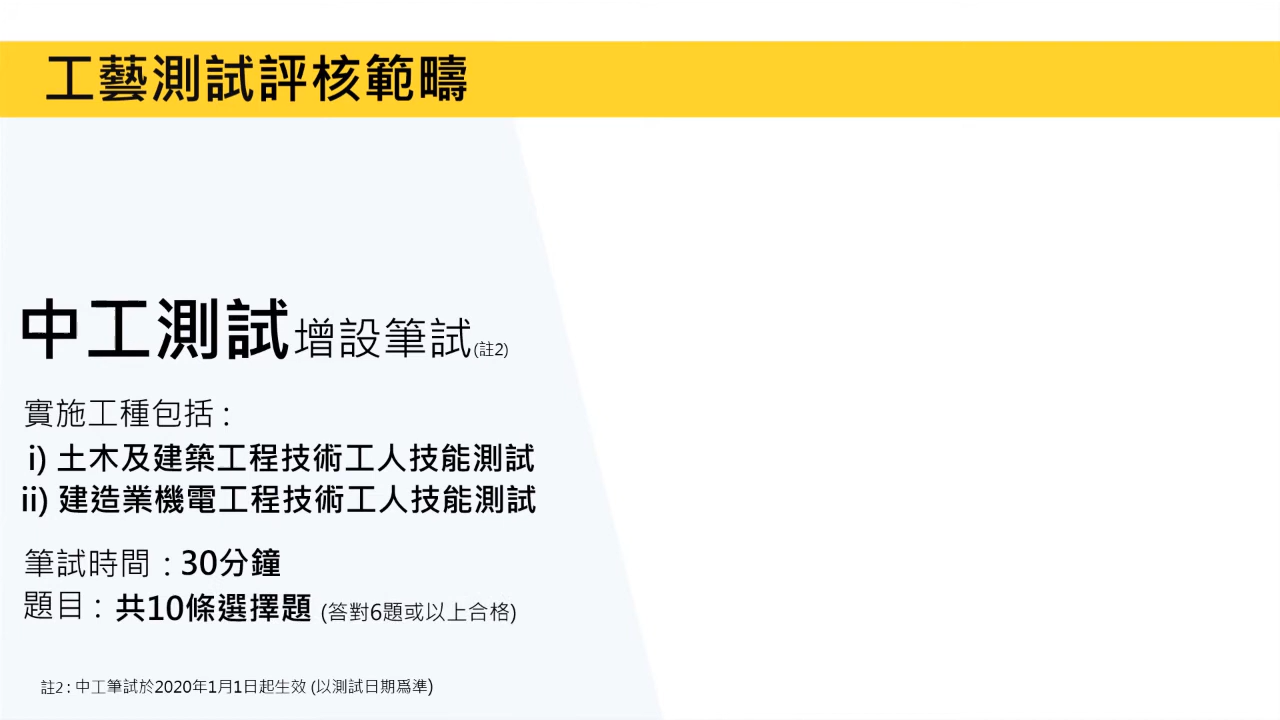 工藝測試評核範疇
中工測試增設筆試(註2)
實施工種包括 :
i) 土木及建築工程技術工人技能測試
ii) 建造業機電工程技術工人技能測試
筆試時間 : 30分鐘
題目 : 共10條選擇題 (答對6題或以上合格)
註2 : 中工筆試於2020年1月1日起生效 (以測試日期爲準)